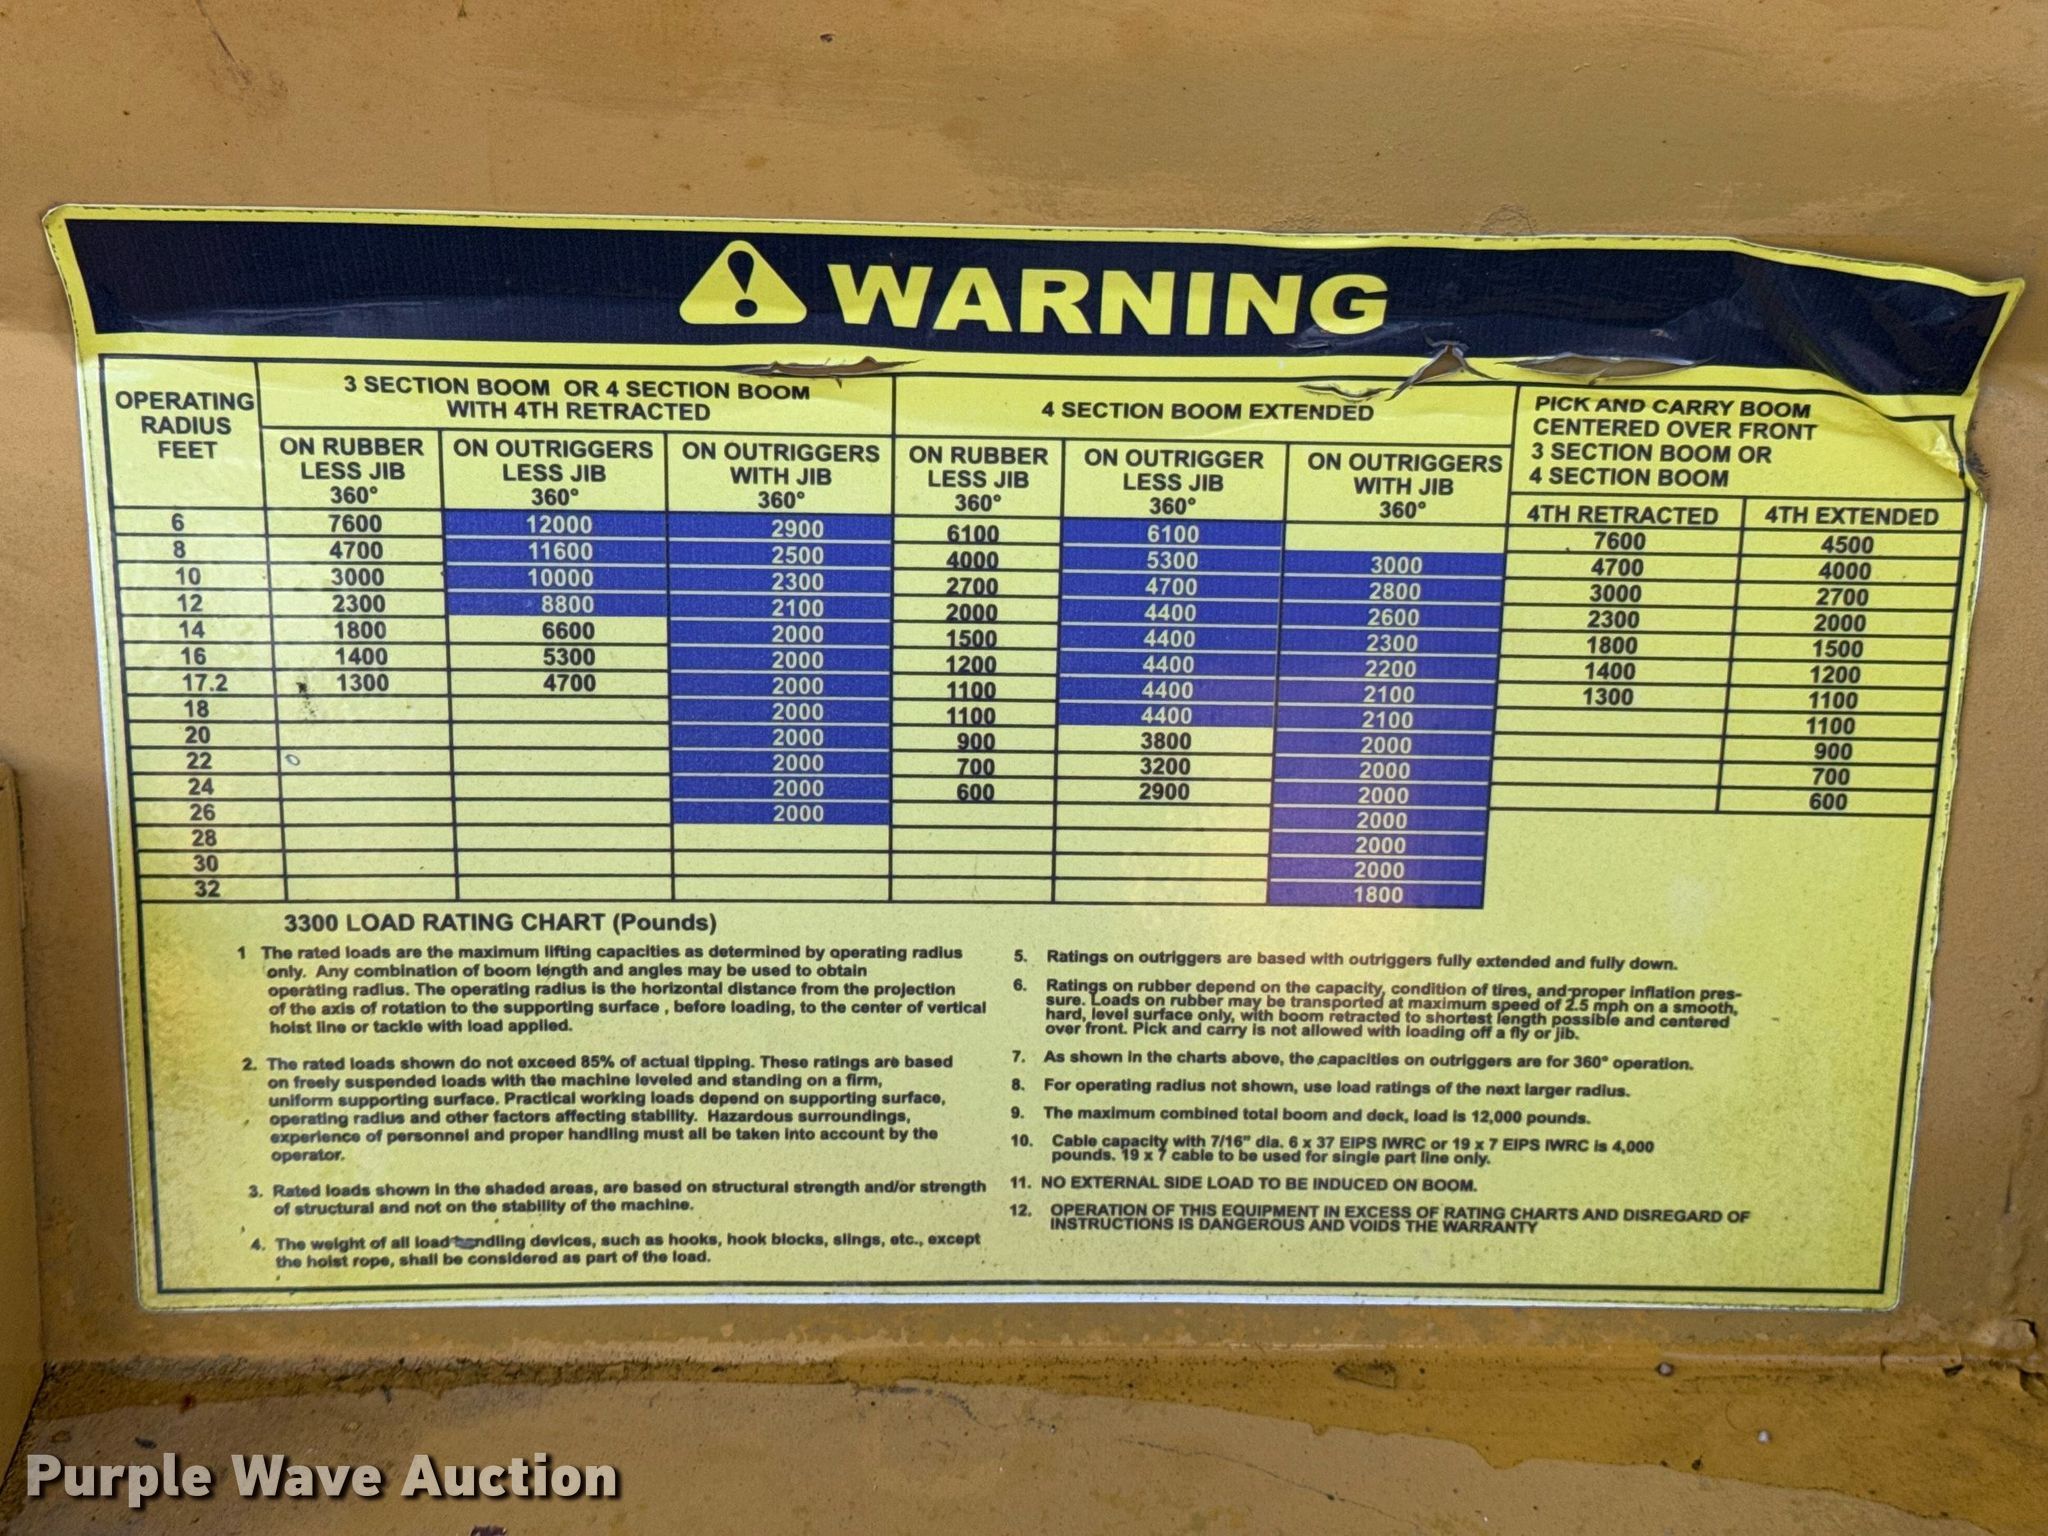 WARNING
OPERATING RADIUS FEET
3 SECTION BOOM OR 4 SECTION BOOM
WITH 4TH RETRACTED
4 SECTION BOOM EXTENDED
PICK AND CARRY BOOM
CENTERED OVER FRONT
3 SECTION BOOM OR
4 SECTION BOOM
ON RUBBER LESS JIB 360°
ON OUTRIGGERS LESS JIB 360°
ON OUTRIGGERS WITH JIB 360°
ON RUBBER LESS JIB 360°
ON OUTRIGGER LESS JIB 360°
ON OUTRIGGERS WITH JIB 360°
4TH RETRACTED
4TH EXTENDED
6 7600 12000 2900 6100 6100 7600 4500
8 4700 11600 2500 4000 5300 3000 4700 4000
10 3000 10000 2300 2700 4700 2800 3000 2700
12 2300 8800 2100 2000 4400 2600 2300 2000
14 1800 6600 2000 1500 4400 2300 1800 1500
16 1400 5300 2000 1200 4400 2200 1400 1200
17.2 1300 4700 2000 1100 4400 2100 1300 1100
18 2000 1100 4400 2100 1100
20 2000 900 3800 2000 900
22 2000 700 3200 2000 700
24 2000 600 2900 2000 600
26 2000 2000
28 2000
30 2000
32 1800
3300 LOAD RATING CHART (Pounds)
1 The rated loads are the maximum lifting capacities as determined by operating radius
only. Any combination of boom length and angles may be used to obtain
operating radius. The operating radius is the horizontal distance from the projection
of the axis of rotation to the supporting surface , before loading, to the center of vertical
hoist line or tackle with load applied.
2. The rated loads shown do not exceed 85% of actual tipping. These ratings are based
on freely suspended loads with the machine leveled and standing on a firm,
uniform supporting surface. Practical working loads depend on supporting surface,
operating radius and other factors affecting stability. Hazardous surroundings,
experience of personnel and proper handling must all be taken into account by the
operator.
3. Rated loads shown in the shaded areas, are based on structural strength and/or strength
of structural and not on the stability of the machine.
4. The weight of all load handling devices, such as hooks, hook blocks, slings, etc., except
the hoist rope, shall be considered as part of the load.
5. Ratings on outriggers are based with outriggers fully extended and fully down.
6. Ratings on rubber depend on the capacity, condition of tires, and proper inflation pres-
sure. Loads on rubber may be transported at maximum speed of 2.5 mph on a smooth,
hard, level surface only, with boom retracted to shortest length possible and centered
over front. Pick and carry is not allowed with loading off a fly or jib.
7. As shown in the charts above, the capacities on outriggers are for 360° operation.
8. For operating radius not shown, use load ratings of the next larger radius.
9. The maximum combined total boom and deck, load is 12,000 pounds.
10. Cable capacity with 7/16" dia. 6 x 37 EIPS IWRC or 19 x 7 EIPS IWRC is 4,000
pounds. 19 x 7 cable to be used for single part line only.
11. NO EXTERNAL SIDE LOAD TO BE INDUCED ON BOOM.
12. OPERATION OF THIS EQUIPMENT IN EXCESS OF RATING CHARTS AND DISREGARD OF
INSTRUCTIONS IS DANGEROUS AND VOIDS THE WARRANTY
Purple Wave Auction